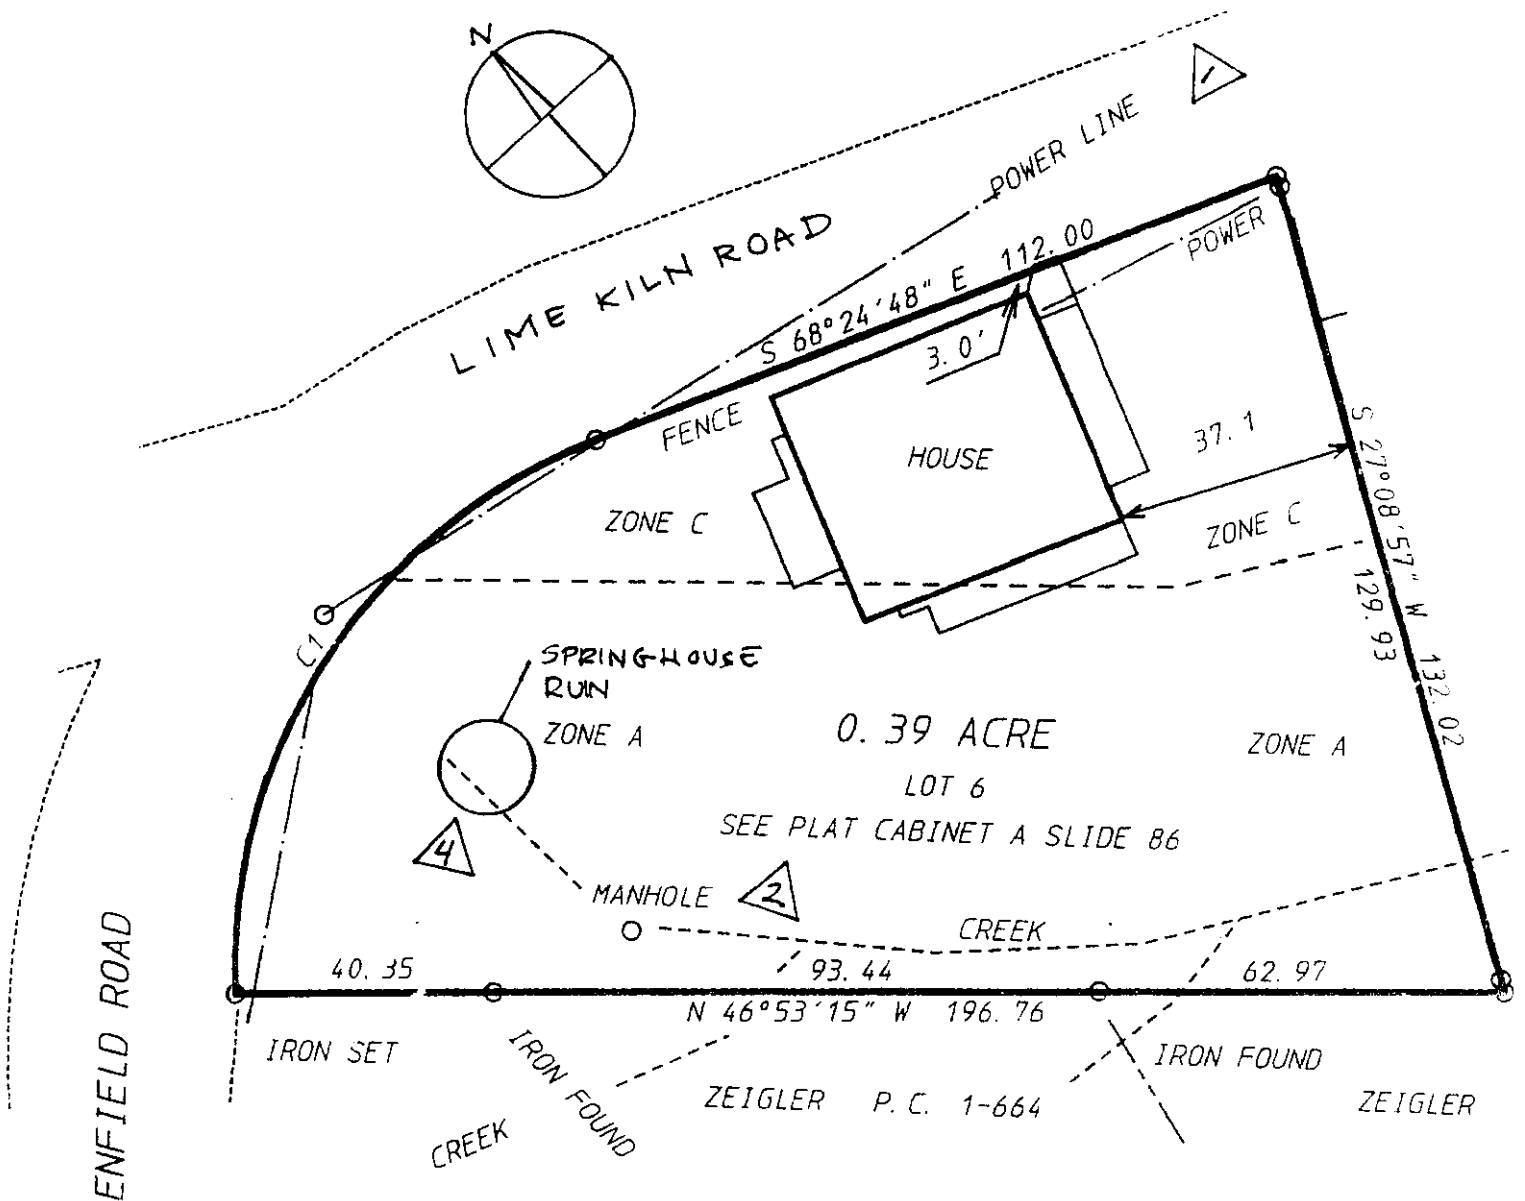 N
1
POWER LINE
LIME KILN ROAD
S 68°24'48" E 112.00
POWER
3.0'
FENCE
HOUSE
37.1
ZONE C
ZONE C
S 27°08'57" W 132.02
129.93
C1
SPRINGHOUSE
RUIN
ZONE A
0.39 ACRE
ZONE A
LOT 6
SEE PLAT CABINET A SLIDE 86
4
MANHOLE
2
CREEK
40.35
93.44
62.97
N 46°53'15" W 196.76
ENFIELD ROAD
IRON SET
IRON FOUND
IRON FOUND
ZEIGLER P.C. 1-664
ZEIGLER
CREEK